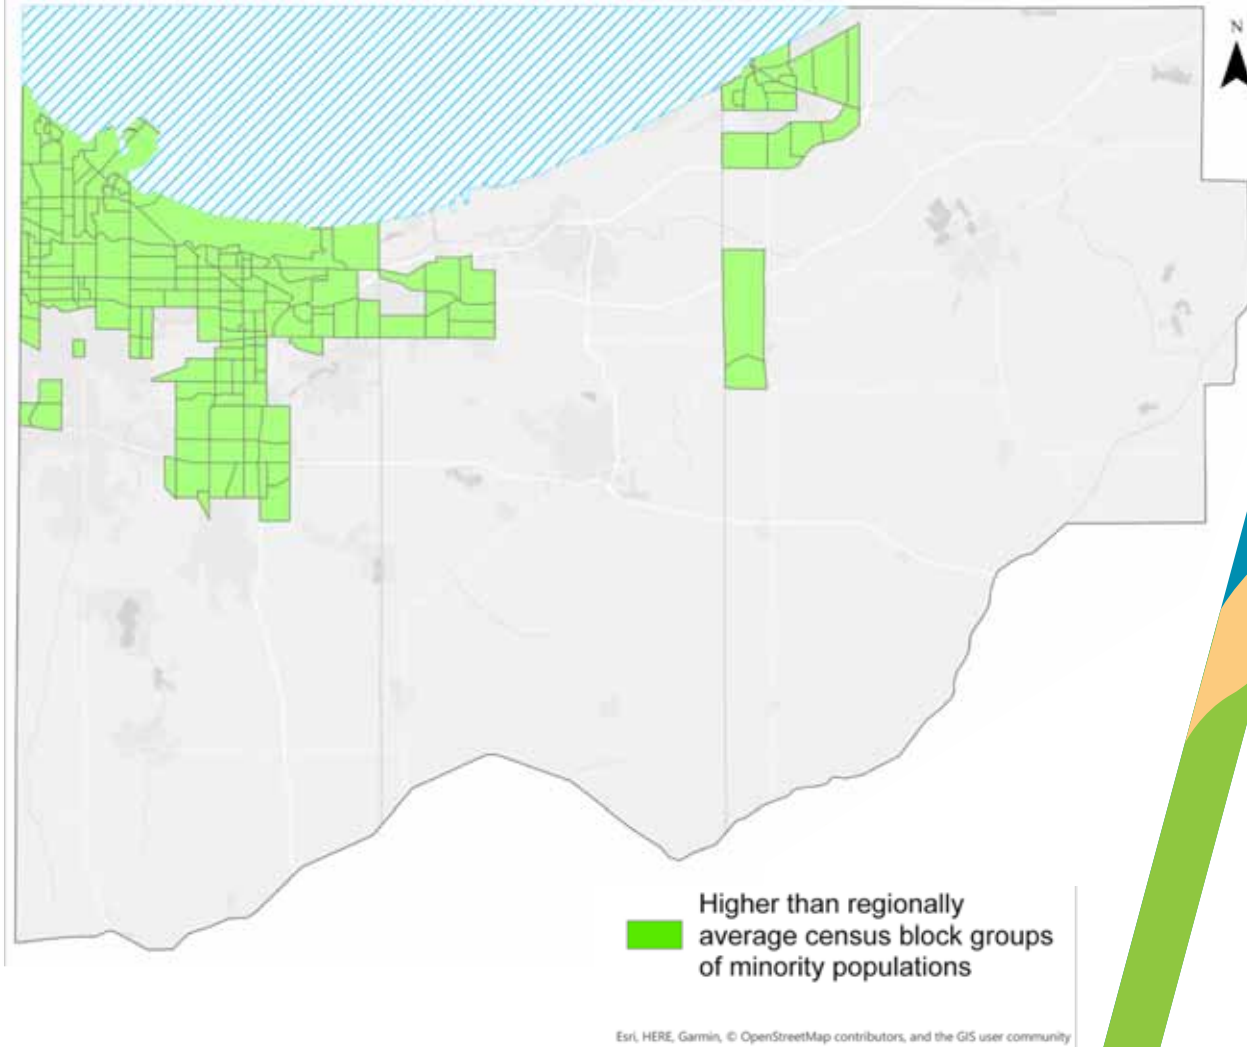 N
Higher than regionally
average census block groups
of minority populations
Esri, HERE, Garmin, © OpenStreetMap contributors, and the GIS user community